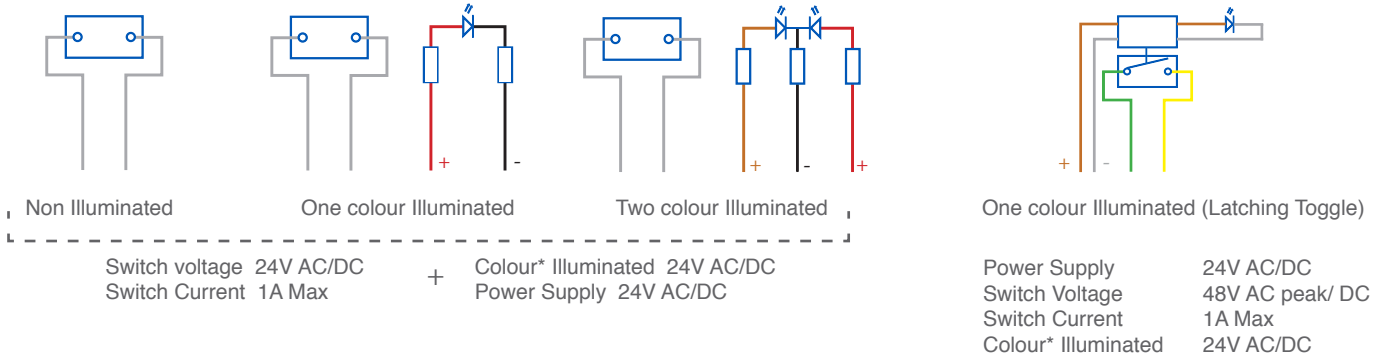 + -
+ - +
+ -
Non Illuminated
One colour Illuminated
Two colour Illuminated
One colour Illuminated (Latching Toggle)
Switch voltage 24V AC/DC
Switch Current 1A Max
+
Colour* Illuminated 24V AC/DC
Power Supply 24V AC/DC
Power Supply 24V AC/DC
Switch Voltage 48V AC peak/ DC
Switch Current 1A Max
Colour* Illuminated 24V AC/DC